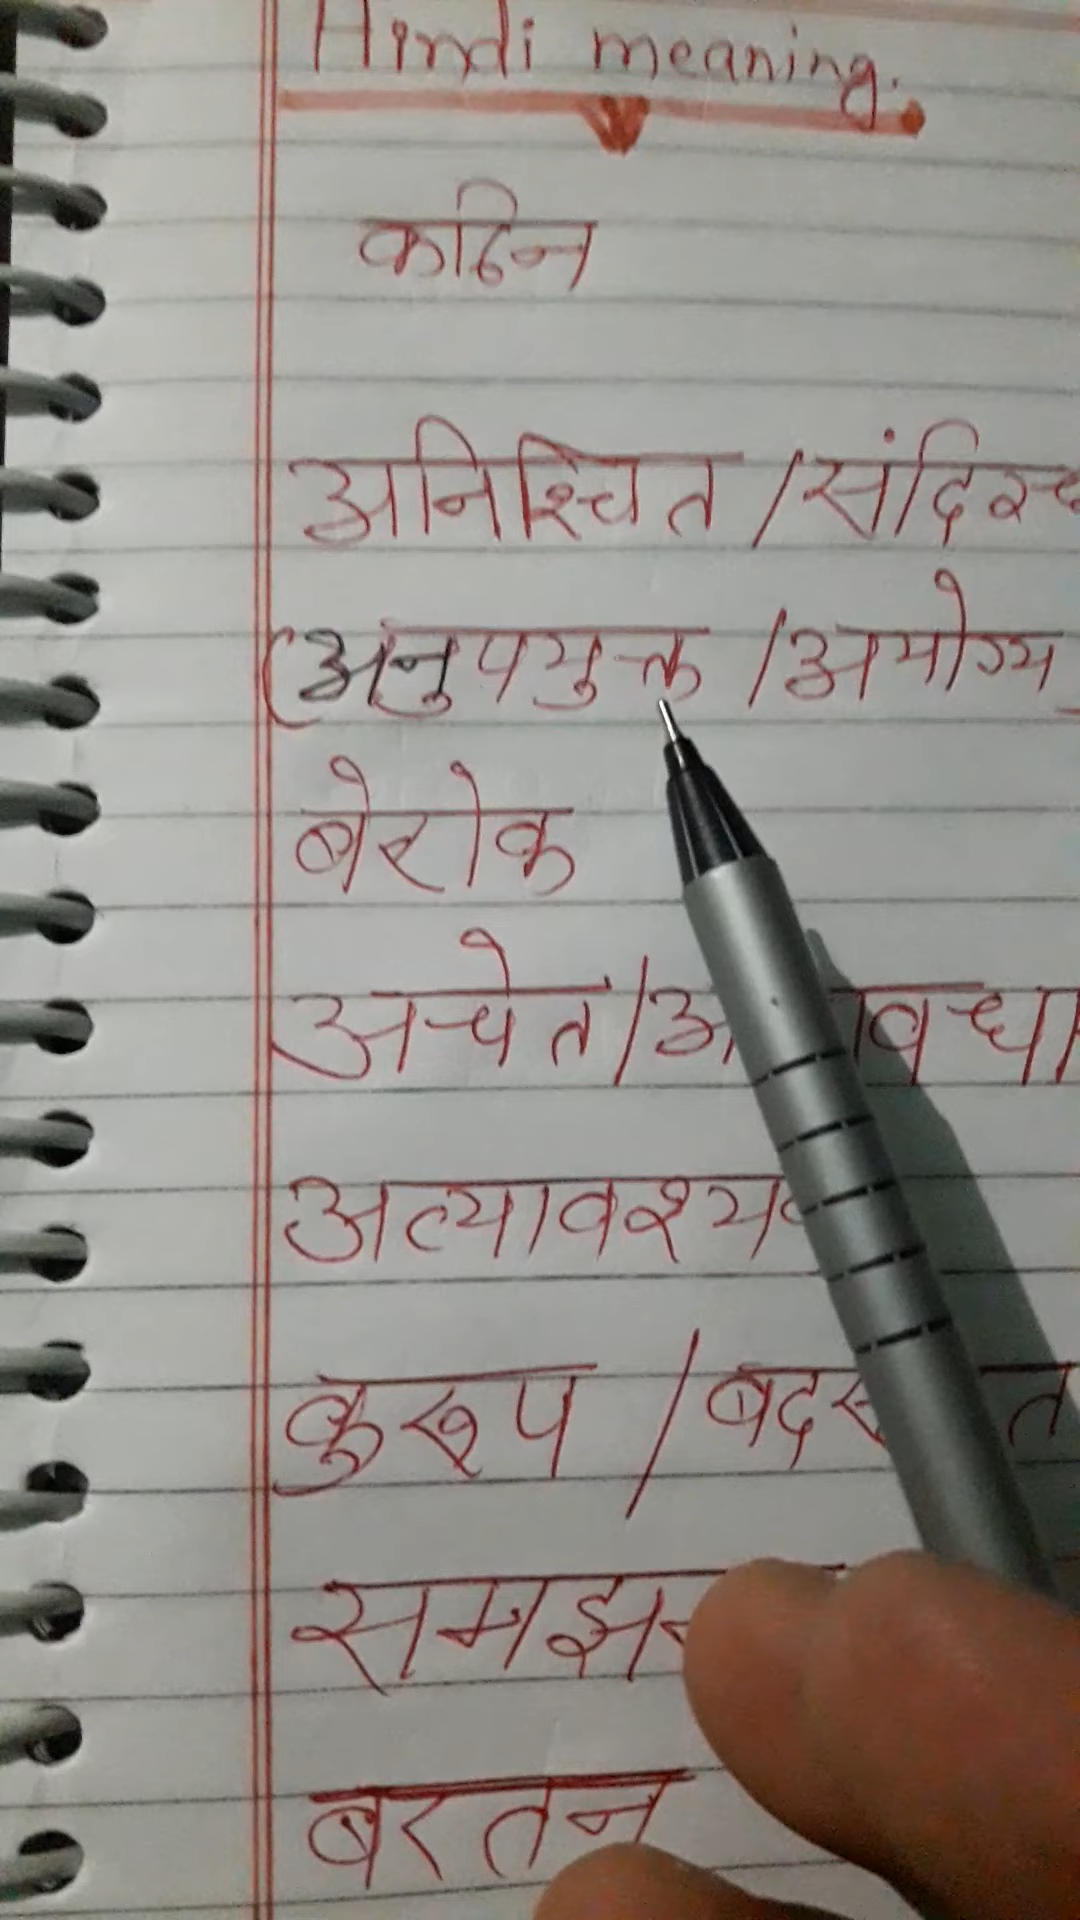 Hindi meaning.
कठिन
अनिश्चित /संदिग्ध
(अनुपयुक्त /अयोग्य
बेरोक
अचेत/
अत्यावश्यक
कुरूप /
बरतन